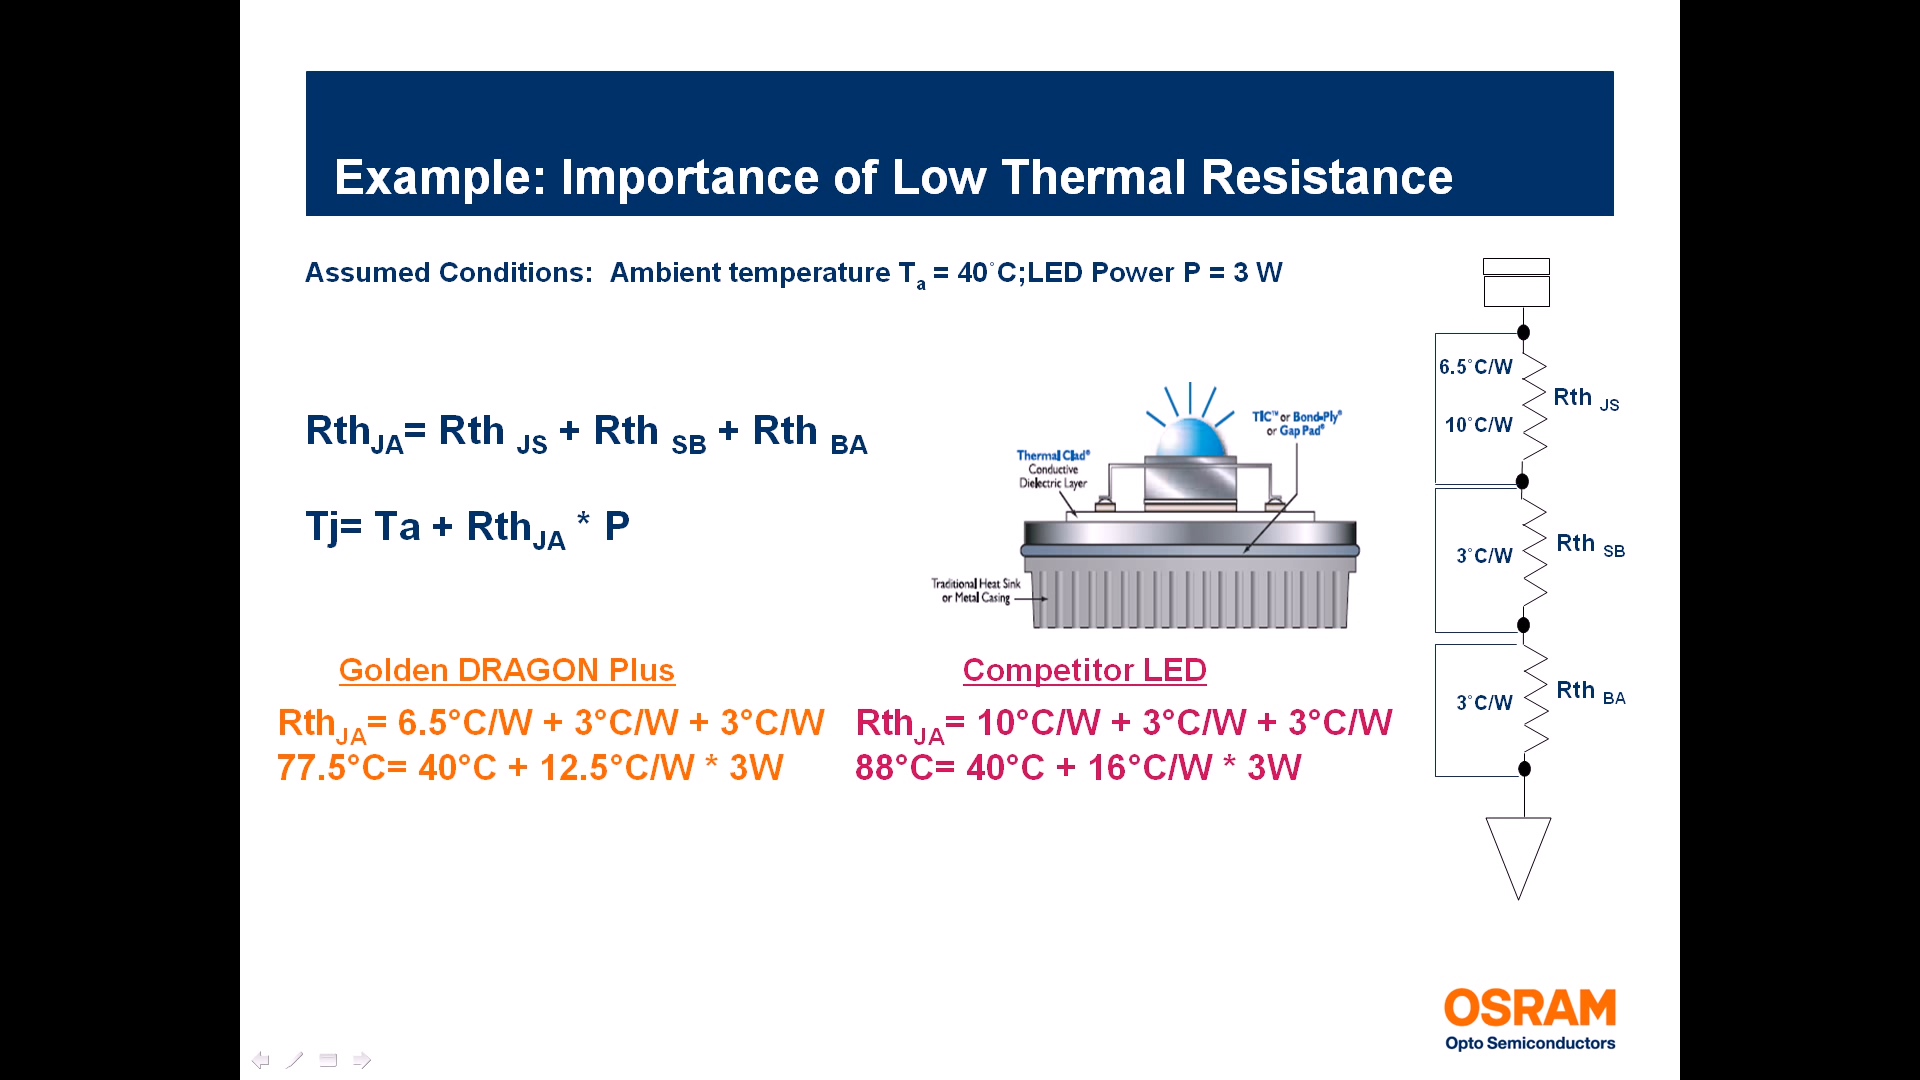 Example: Importance of Low Thermal Resistance
Assumed Conditions: Ambient temperature Ta = 40°C;LED Power P = 3 W
RthJA= Rth JS + Rth SB + Rth BA
Tj= Ta + RthJA * P
TIC™ or Bond-Ply®
or Gap Pad®
Thermal Clad®
Conductive
Dielectric Layer
Traditional Heat Sink
or Metal Casing
6.5°C/W
10°C/W
Rth JS
3°C/W
Rth SB
3°C/W
Rth BA
Golden DRAGON Plus
RthJA= 6.5°C/W + 3°C/W + 3°C/W
77.5°C= 40°C + 12.5°C/W * 3W
Competitor LED
RthJA= 10°C/W + 3°C/W + 3°C/W
88°C= 40°C + 16°C/W * 3W
OSRAM
Opto Semiconductors